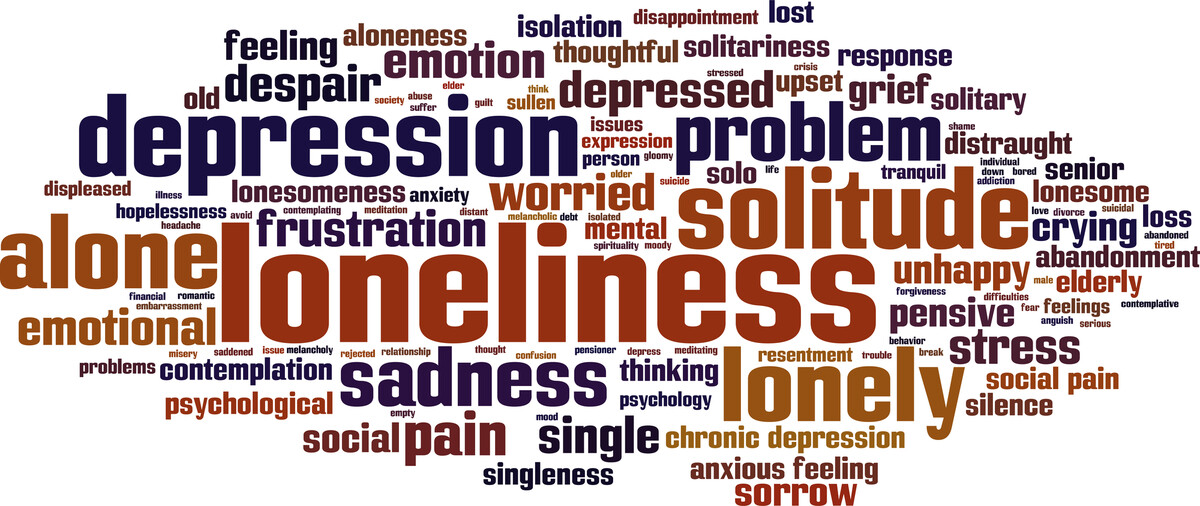 lost
disappointment
isolation
aloneness
feeling
thoughtful
solitariness
response
emotion
crisis
stressed
despair
elder
upset
depressed
grief
think
solitary
old
society
abuse
suffer
guilt
sullen
depression
issues
problem
shame
expression
distraught
person
gloomy
individual
solo
life
tranquil
down
bored
senior
older
suicide
addiction
displeased
illness
lonesomeness
anxiety
worried
solitude
lonesome
hopelessness
avoid
contemplating
meditation
distant
melancholic
debt
isolated
love
divorce
suicidal
headache
frustration
mental
crying
loss
alone
loneliness
spirituality
moody
abandoned
tired
abandonment
unhappy
male
elderly
financial
romantic
forgiveness
difficulties
contemplative
embarrassment
emotional
pensive
fear
feelings
anguish
serious
behavior
misery
saddened
issue
melancholy
rejected
relationship
thought
confusion
pensioner
depress
meditating
resentment
trouble
break
stress
problems
contemplation
sadness
thinking
lonely
social pain
psychological
psychology
silence
empty
mood
social
pain
single
chronic depression
singleness
anxious feeling
sorrow